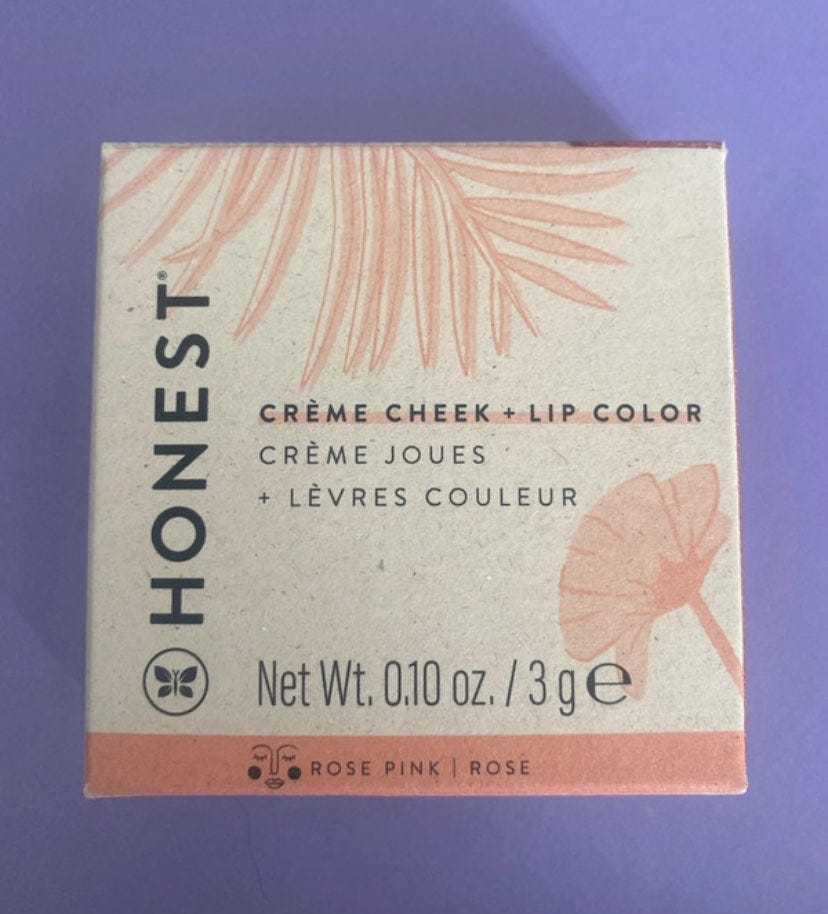 HONEST®
CRÈME CHEEK + LIP COLOR
CRÈME JOUES
+ LÈVRES COULEUR
Net Wt. 0.10 oz. / 3 g ℮
ROSE PINK | ROSE